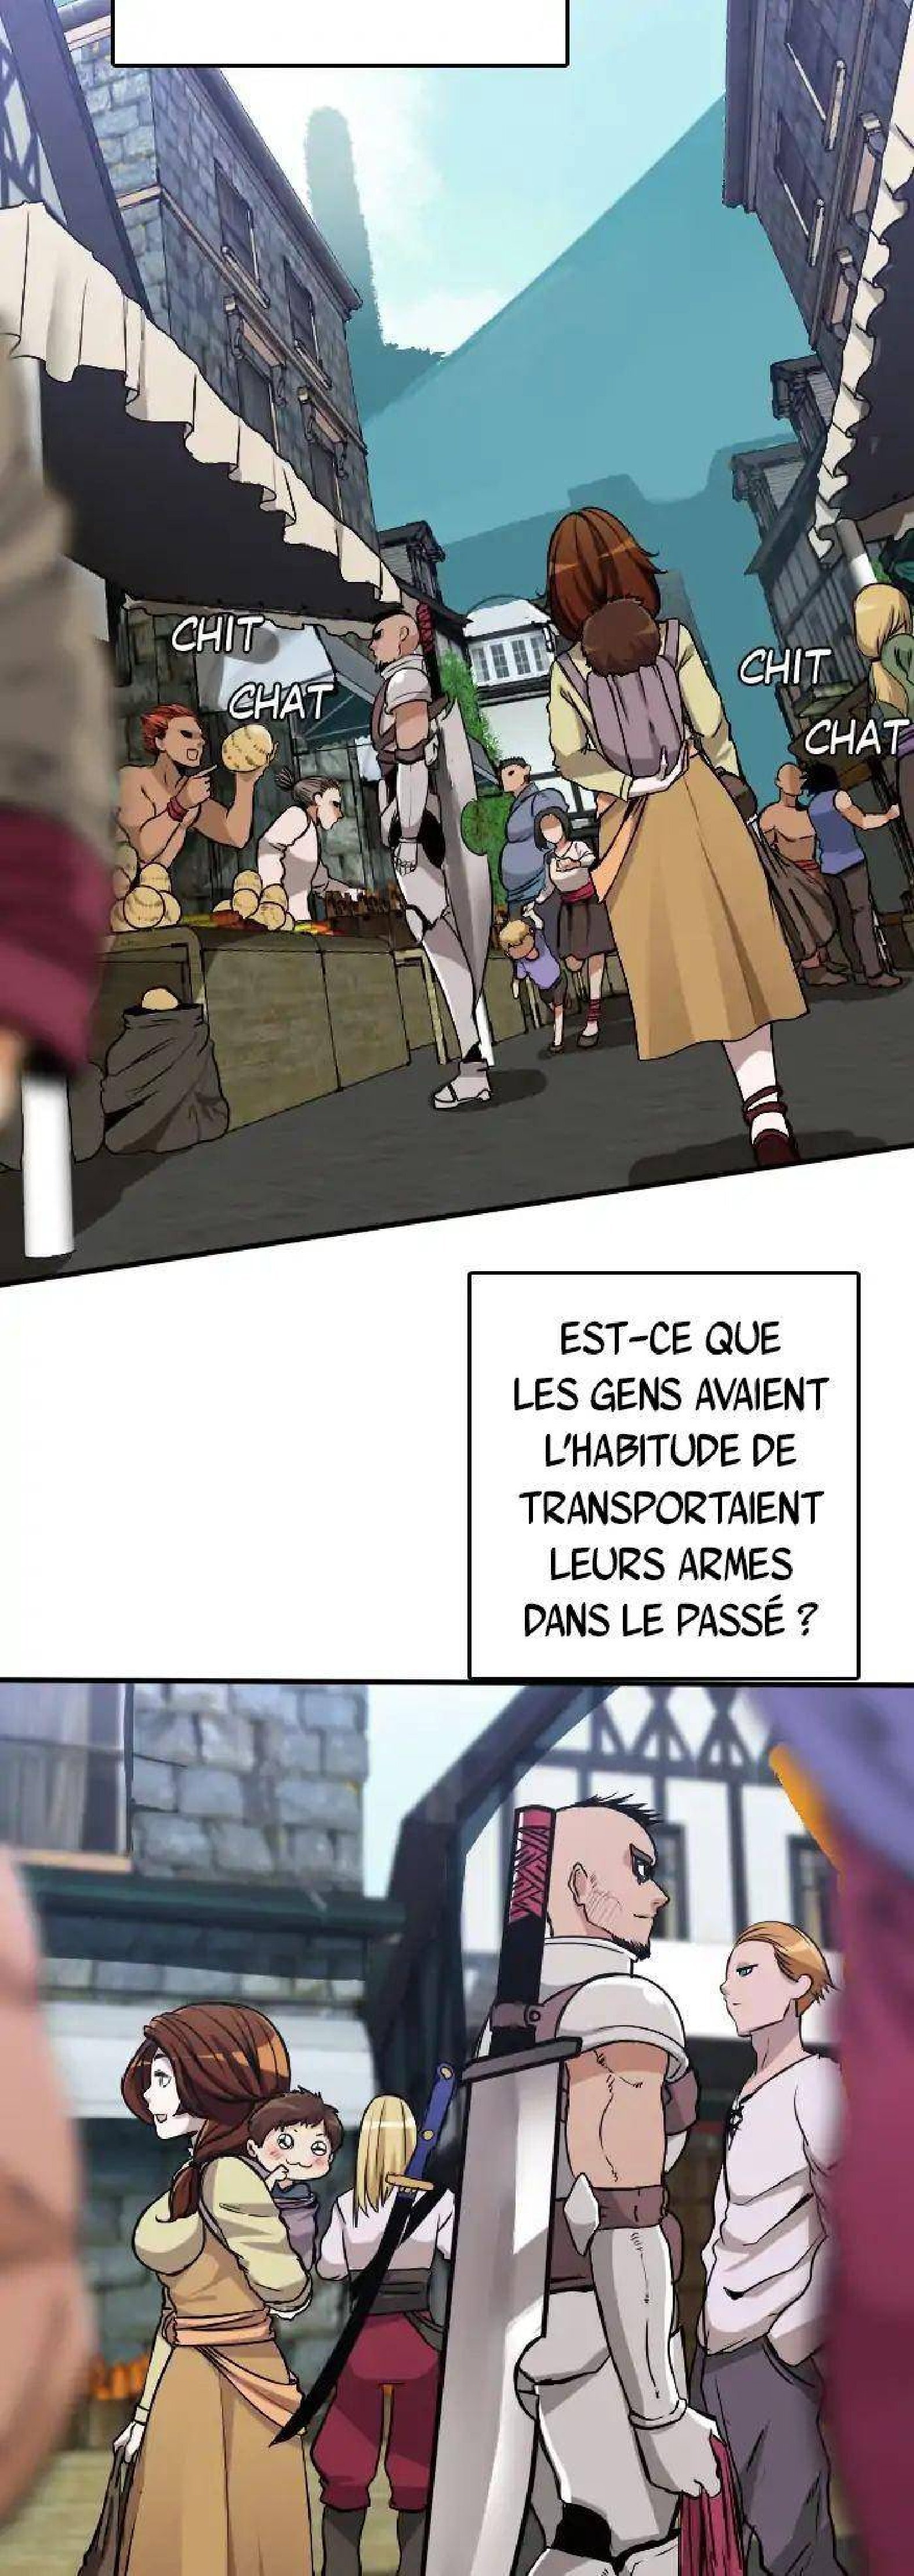 CHIT
CHAT
CHIT
CHAT
EST-CE QUE
LES GENS AVAIENT
L'HABITUDE DE
TRANSPORTAIENT
LEURS ARMES
DANS LE PASSÉ ?